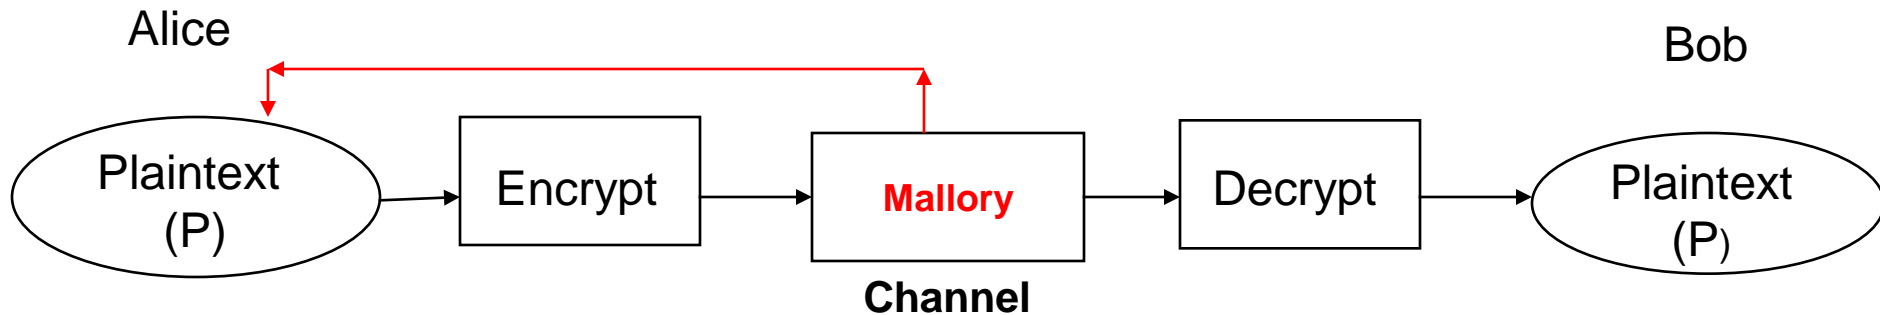 Alice
Bob
Plaintext
(P)
Encrypt
Mallory
Decrypt
Plaintext
(P)
Channel